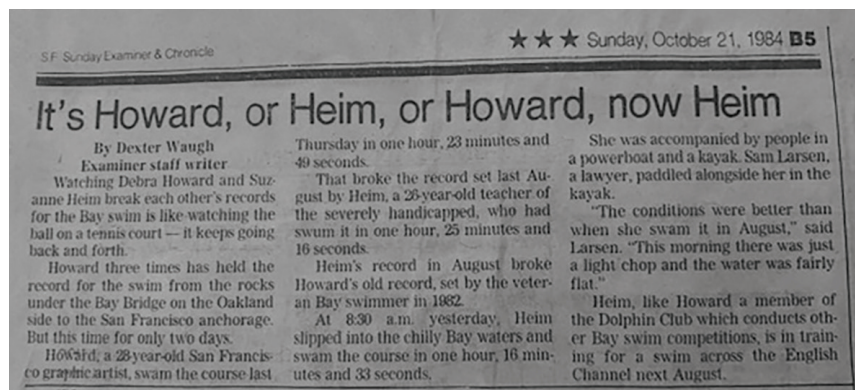 S.F. Sunday Examiner & Chronicle
★ ★ ★ Sunday, October 21, 1984 B5
It's Howard, or Heim, or Howard, now Heim
By Dexter Waugh
Examiner staff writer
Watching Debra Howard and Suz-
anne Heim break each other's records
for the Bay swim is like watching the
ball on a tennis court — it keeps going
back and forth.
Howard three times has held the
record for the swim from the rocks
under the Bay Bridge on the Oakland
side to the San Francisco anchorage.
But this time for only two days.
Howard, a 28-year-old San Francis-
co graphic artist, swam the course last
Thursday in one hour, 23 minutes and
49 seconds.
That broke the record set last Au-
gust by Heim, a 26-year-old teacher of
the severely handicapped, who had
swum it in one hour, 25 minutes and
16 seconds.
Heim's record in August broke
Howard's old record, set by the veter-
an Bay swimmer in 1982.
At 8:30 a.m. yesterday, Heim
slipped into the chilly Bay waters and
swam the course in one hour, 16 min-
utes and 33 seconds.
She was accompanied by people in
a powerboat and a kayak. Sam Larsen,
a lawyer, paddled alongside her in the
kayak.
"The conditions were better than
when she swam it in August," said
Larsen. "This morning there was just
a light chop and the water was fairly
flat."
Heim, like Howard a member of
the Dolphin Club which conducts oth-
er Bay swim competitions, is in train-
ing for a swim across the English
Channel next August.